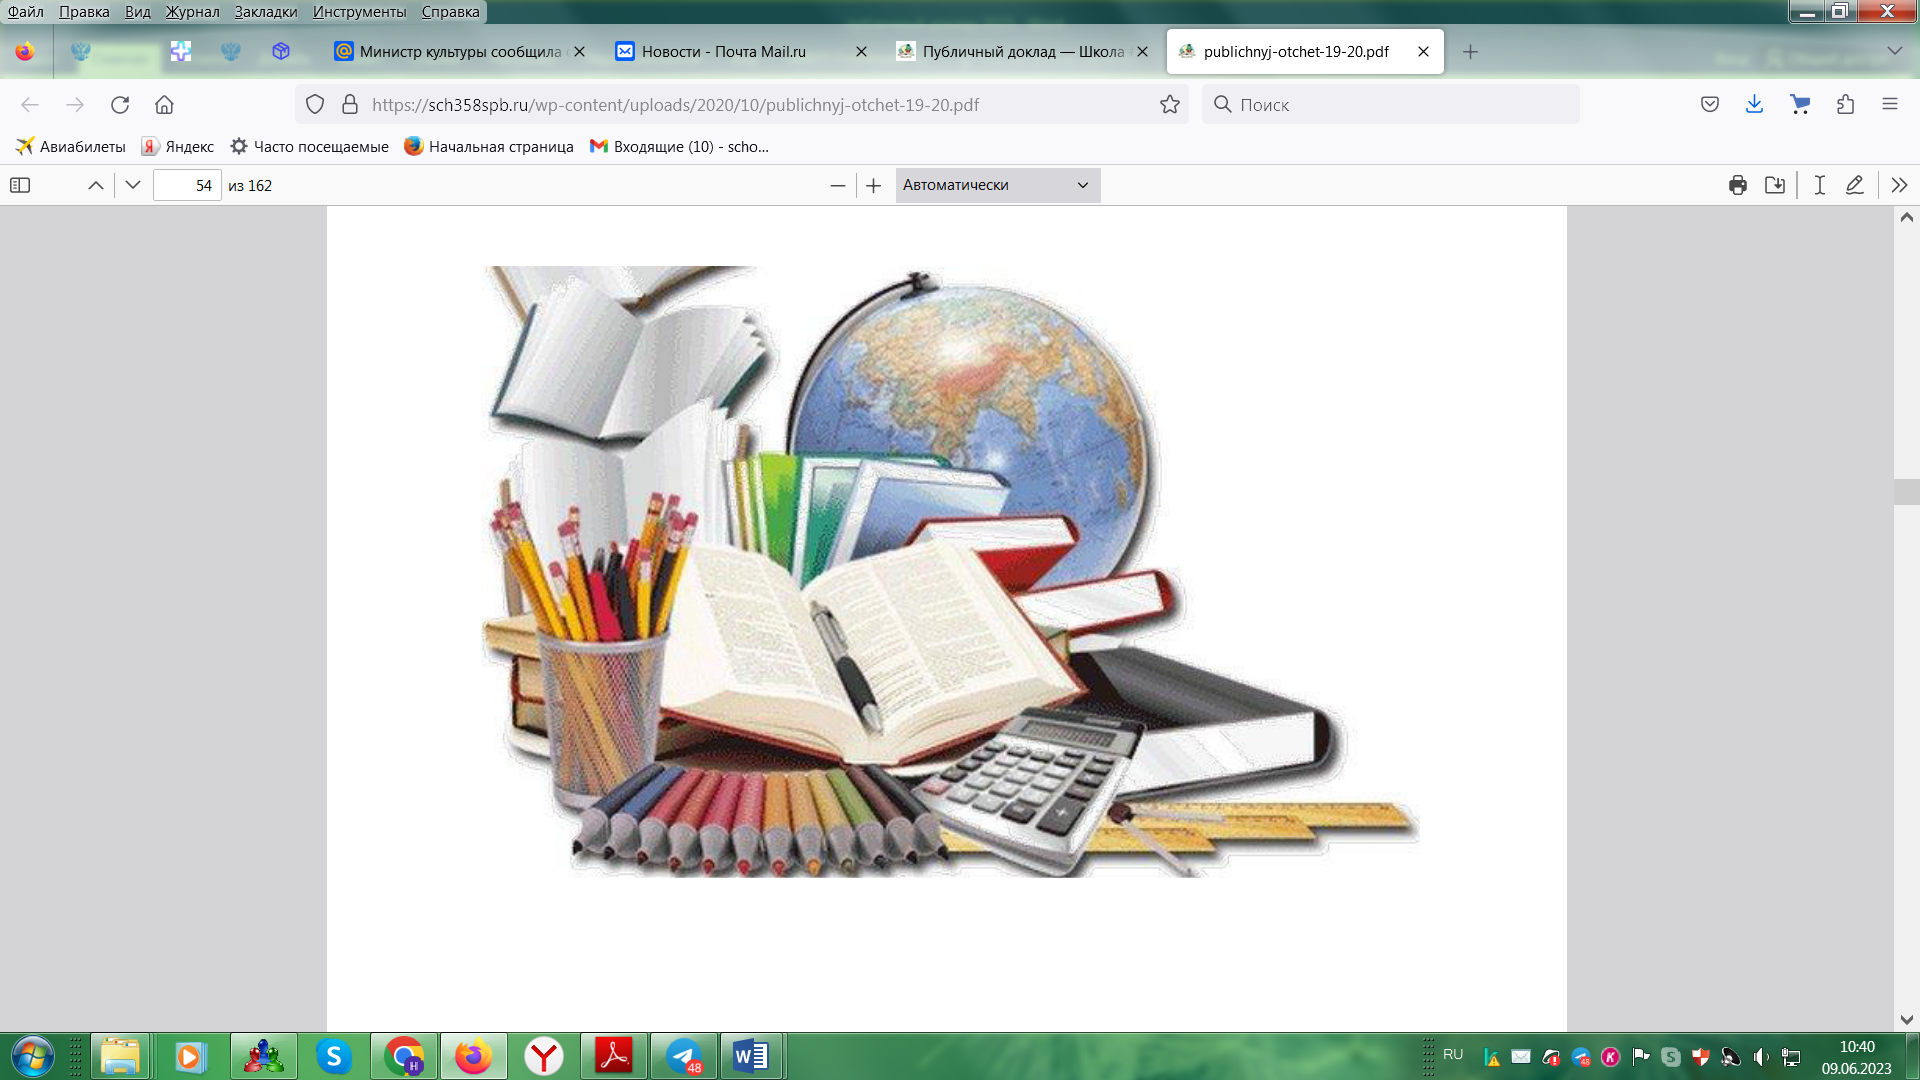 Файл Правка Вид Журнал Закладки Инструменты Справка
Министр культуры сообщила
Новости - Почта Mail.ru
Публичный доклад — Школа
publichnyj-otchet-19-20.pdf
https://sch358spb.ru/wp-content/uploads/2020/10/publichnyj-otchet-19-20.pdf
Поиск
Авиабилеты
Яндекс
Часто посещаемые
Начальная страница
Входящие (10) - scho...
54 из 162
Автоматически
48
RU
10:40
09.06.2023